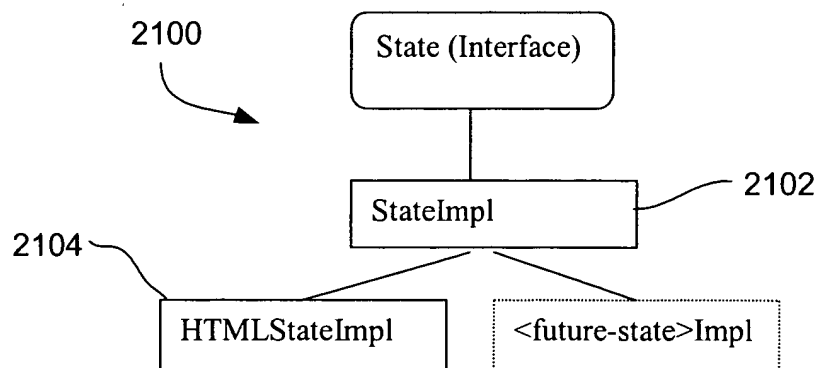 2100
State (Interface)
StateImpl
2102
2104
HTMLStateImpl
<future-state>Impl